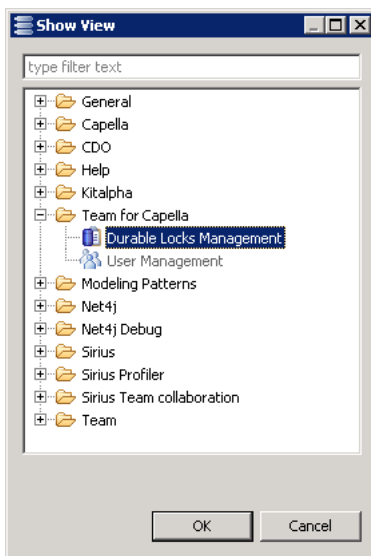 Show View
type filter text
General
Capella
CDO
Help
Kitalpha
Team for Capella
Durable Locks Management
User Management
Modeling Patterns
Net4j
Net4j Debug
Sirius
Sirius Profiler
Sirius Team collaboration
Team
OK Cancel